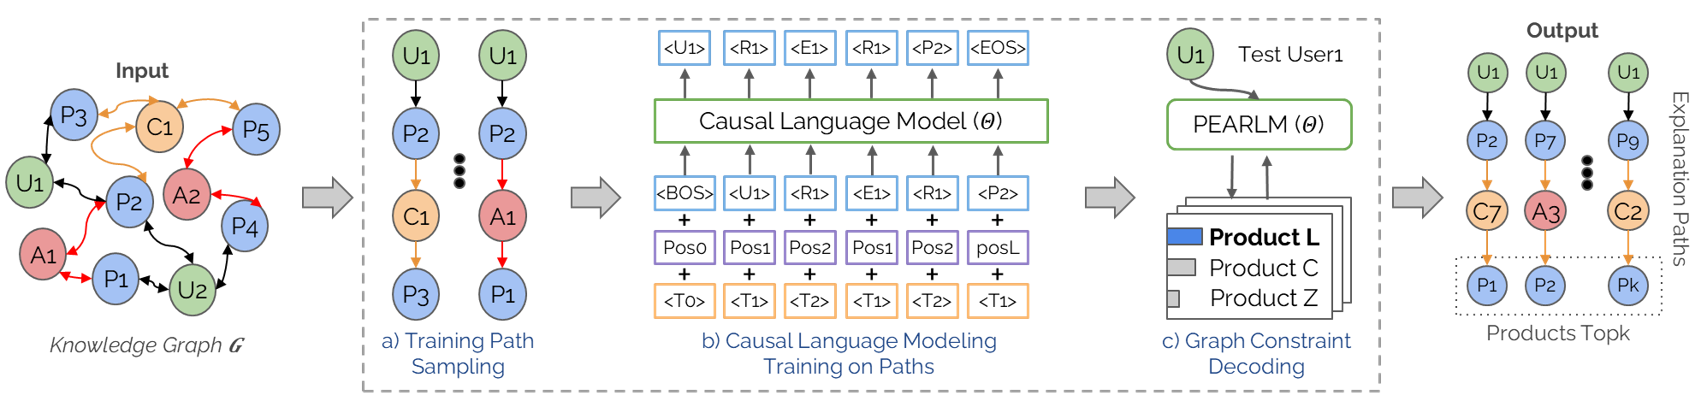 Input
P3
C1
P5
U1
P2
A2
P4
A1
P1
U2
Knowledge Graph G
U1
U1
P2
P2
C1
A1
P3
P1
a) Training Path
Sampling
<U1>
<R1>
<E1>
<R1>
<P2>
<EOS>
Causal Language Model (Θ)
<BOS>
<U1>
<R1>
<E1>
<R1>
<P2>
+ + + + + +
Pos0
Pos1
Pos2
Pos1
Pos2
posL
+ + + + + +
<T0>
<T1>
<T2>
<T1>
<T2>
<T1>
b) Causal Language Modeling
Training on Paths
U1
Test User1
PEARLM (Θ)
Product L
Product C
Product Z
c) Graph Constraint
Decoding
Output
U1
U1
U1
P2
P7
P9
C7
A3
C2
P1
P2
Pk
Products Topk
Explanation Paths